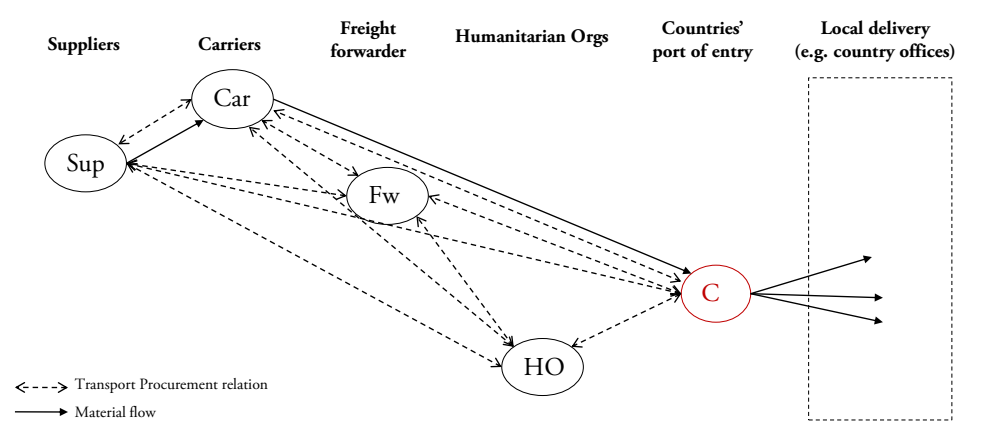 Suppliers
Carriers
Freight
forwarder
Humanitarian Orgs
Countries’
port of entry
Local delivery
(e.g. country offices)
Car
Sup
Fw
C
HO
Transport Procurement relation
Material flow